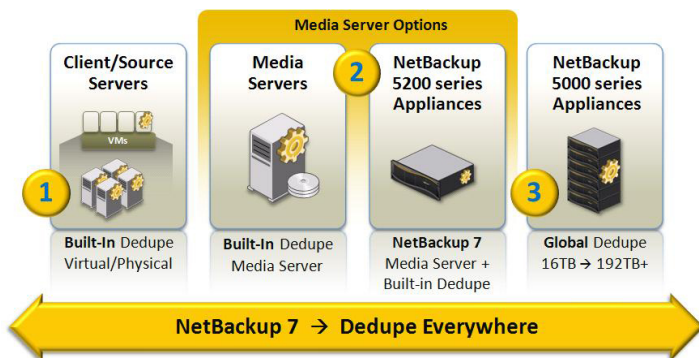 Media Server Options
Client/Source
Servers
VMs
1
Built-In Dedupe
Virtual/Physical
Media
Servers
Built-In Dedupe
Media Server
2
NetBackup
5200 series
Appliances
NetBackup 7
Media Server +
Built-in Dedupe
NetBackup
5000 series
Appliances
3
Global Dedupe
16TB → 192TB+
NetBackup 7 → Dedupe Everywhere